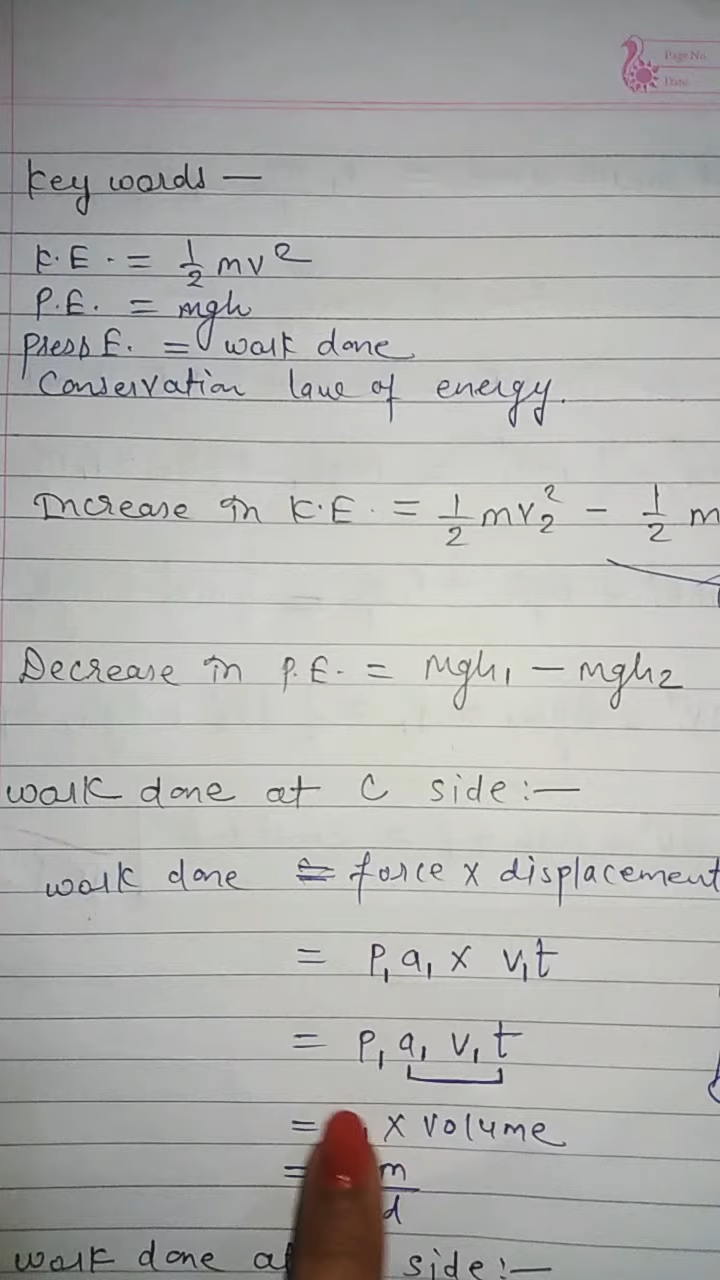 Page No.
Date
Key words —
K.E. = 1/2 mv²
P.E. = mgh
press E. = work done
Conservation law of energy.
Increase in K.E. = 1/2 mv₂² - 1/2 m
Decrease in P.E. = mgh₁ - mgh₂
work done at C side:—
work done = force x displacement
= P₁a₁ x v₁t
= P₁ a₁ v₁ t
= x volume
= m/d
work done at side:—